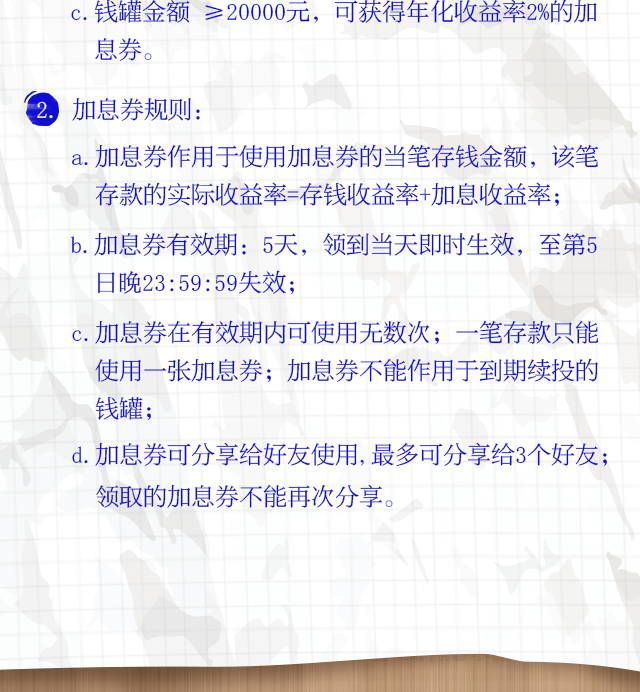 c.钱罐金额 ≥20000元，可获得年化收益率2%的加
息券。
2. 加息券规则：
a.加息券作用于使用加息券的当笔存钱金额，该笔
存款的实际收益率=存钱收益率+加息收益率；
b.加息券有效期：5天，领到当天即时生效，至第5
日晚23:59:59失效；
c.加息券在有效期内可使用无数次；一笔存款只能
使用一张加息券；加息券不能作用于到期续投的
钱罐；
d.加息券可分享给好友使用,最多可分享给3个好友；
领取的加息券不能再次分享。